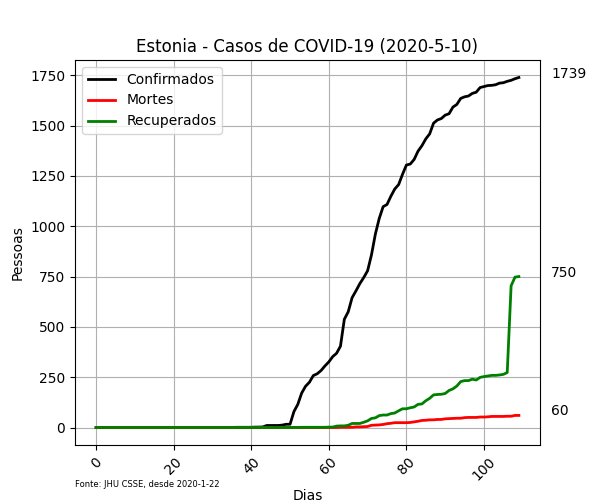 Estonia - Casos de COVID-19 (2020-5-10)
Confirmados
Mortes
Recuperados
1750
1500
1250
1000
750
500
250
0
Pessoas
1739
750
60
0
20
40
60
80
100
Dias
Fonte: JHU CSSE, desde 2020-1-22